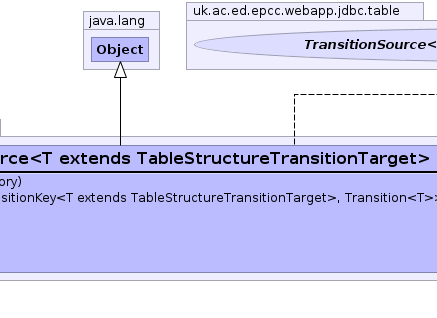 java.lang
uk.ac.ed.epcc.webapp.jdbc.table
Object
TransitionSource<
rce<T extends TableStructureTransitionTarget>
ory)
sitionKey<T extends TableStructureTransitionTarget>, Transition<T>>